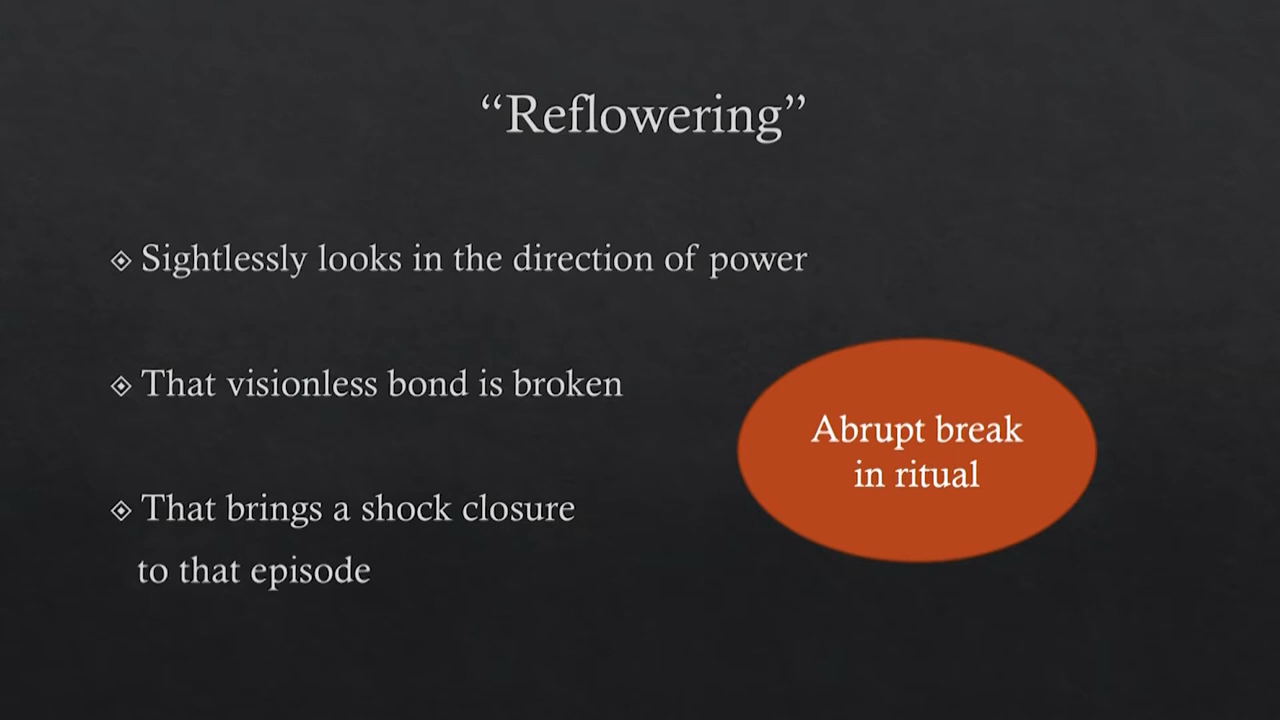 “Reflowering”
Sightlessly looks in the direction of power
That visionless bond is broken
That brings a shock closure
to that episode
Abrupt break
in ritual